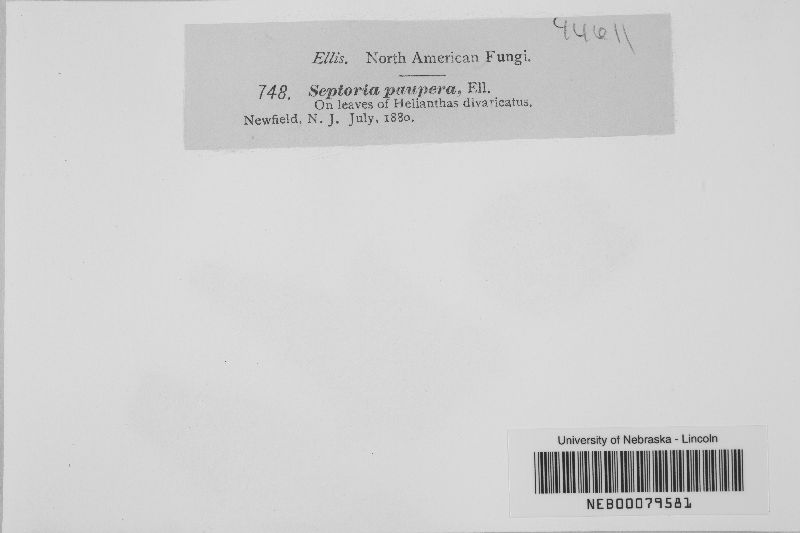 44611
Ellis. North American Fungi.
748. Septoria paupera, Ell.
On leaves of Helianthas divaricatus.
Newfield, N. J. July, 1880.
University of Nebraska - Lincoln
NEB00079581